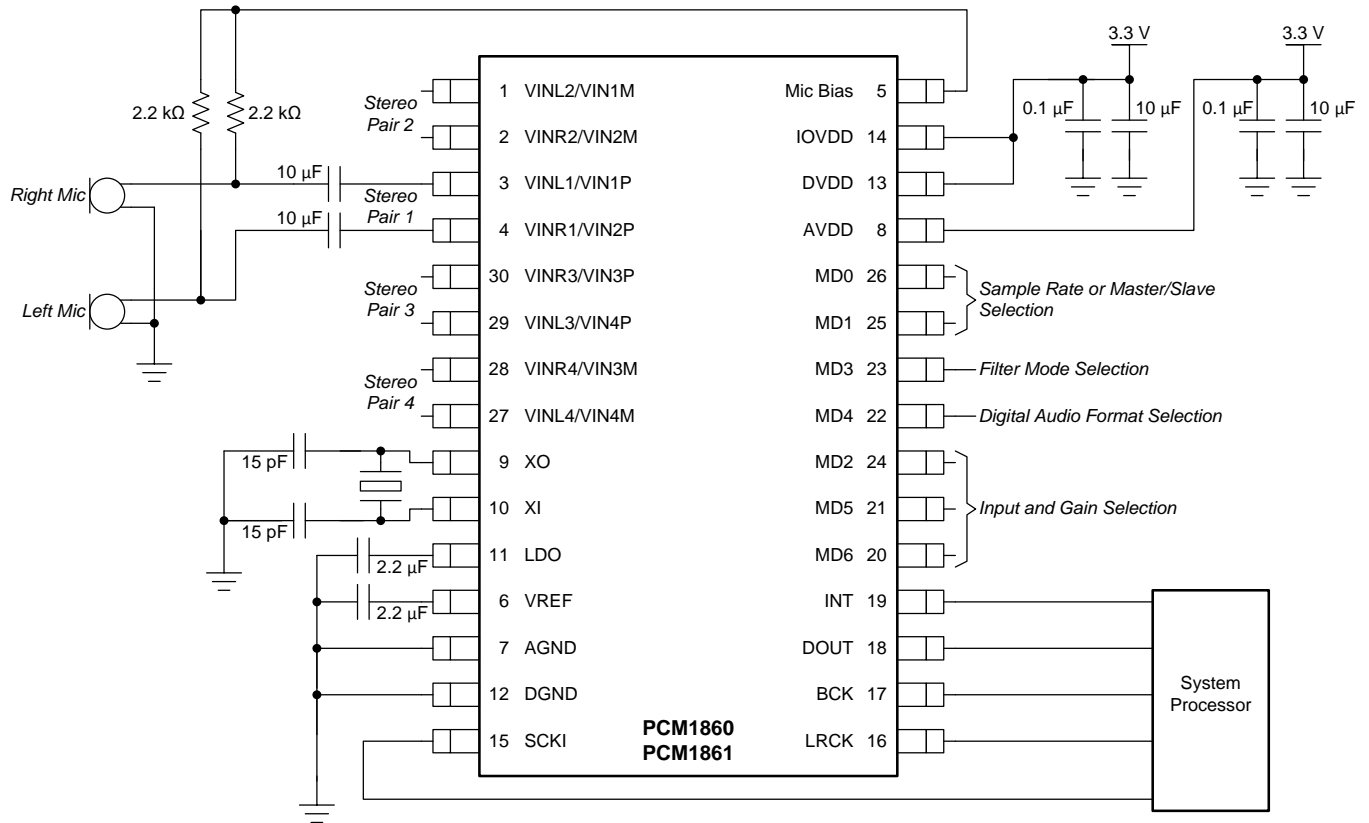 3.3 V
3.3 V
0.1 µF
10 µF
0.1 µF
10 µF
2.2 kΩ
2.2 kΩ
Right Mic
Left Mic
10 µF
10 µF
Stereo
Pair 2
Stereo
Pair 1
Stereo
Pair 3
Stereo
Pair 4
15 pF
15 pF
2.2 µF
2.2 µF
1 VINL2/VIN1M
2 VINR2/VIN2M
3 VINL1/VIN1P
4 VINR1/VIN2P
30 VINR3/VIN3P
29 VINL3/VIN4P
28 VINR4/VIN3M
27 VINL4/VIN4M
9 XO
10 XI
11 LDO
6 VREF
7 AGND
12 DGND
15 SCKI
PCM1860
PCM1861
Mic Bias 5
IOVDD 14
DVDD 13
AVDD 8
MD0 26
MD1 25
MD3 23
MD4 22
MD2 24
MD5 21
MD6 20
INT 19
DOUT 18
BCK 17
LRCK 16
Sample Rate or Master/Slave
Selection
Filter Mode Selection
Digital Audio Format Selection
Input and Gain Selection
System
Processor